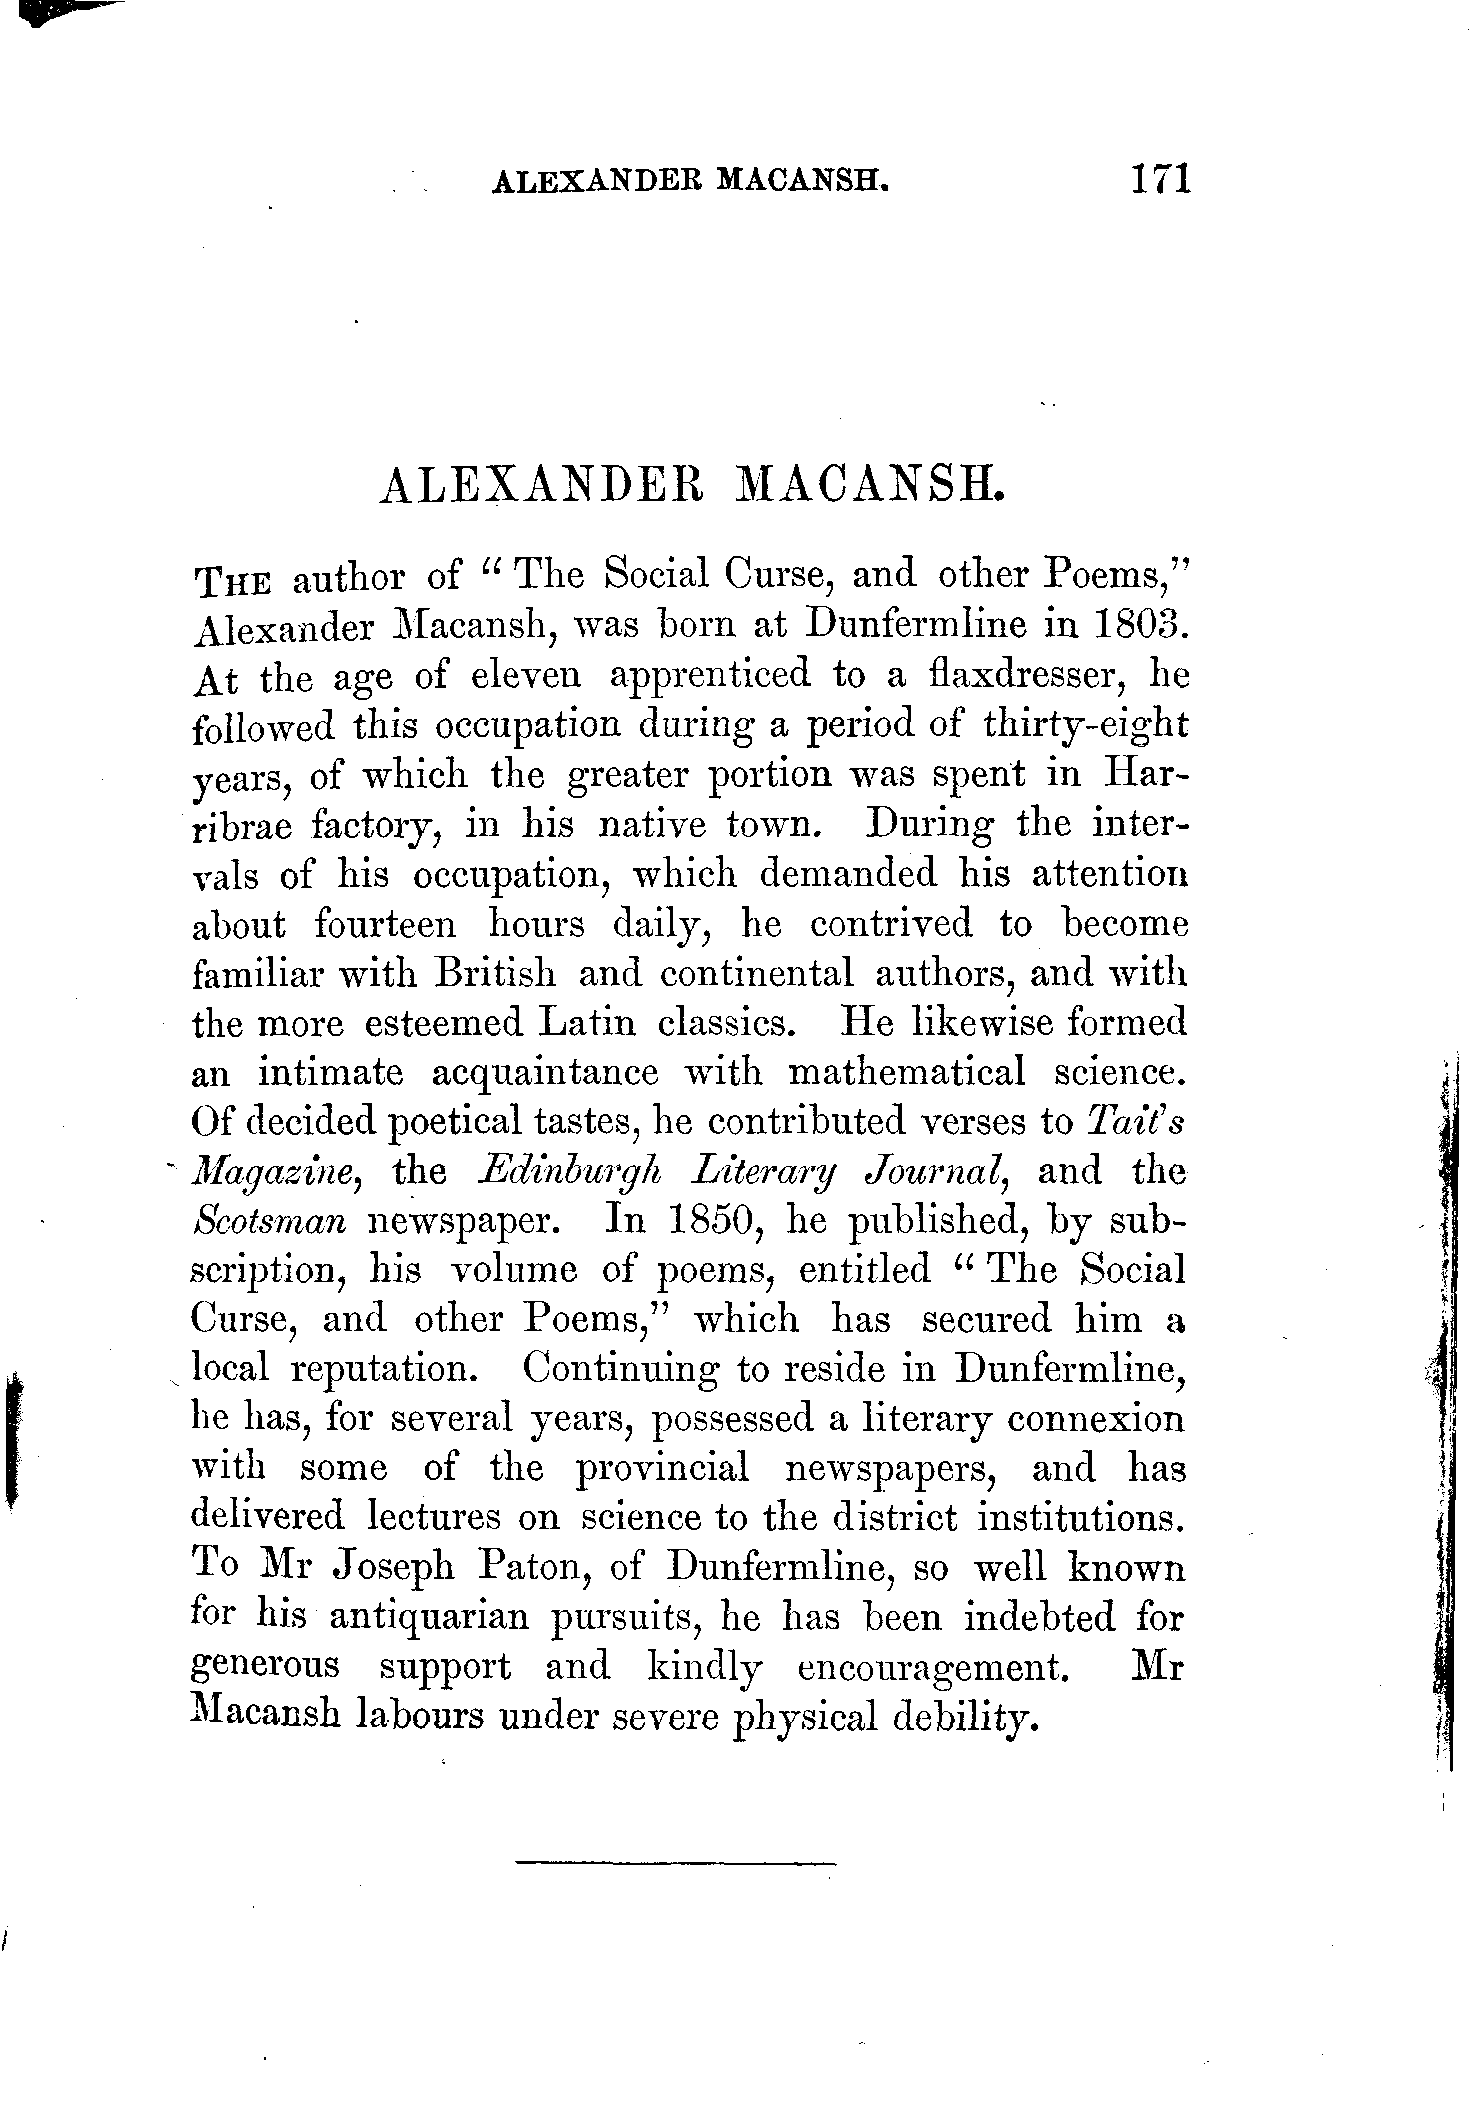 ALEXANDER MACANSH. 171
ALEXANDER MACANSH.
THE author of “ The Social Curse, and other Poems,”
Alexander Macansh, was born at Dunfermline in 1803.
At the age of eleven apprenticed to a flaxdresser, he
followed this occupation during a period of thirty-eight
years, of which the greater portion was spent in Har-
ribrae factory, in his native town. During the inter-
vals of his occupation, which demanded his attention
about fourteen hours daily, he contrived to become
familiar with British and continental authors, and with
the more esteemed Latin classics. He likewise formed
an intimate acquaintance with mathematical science.
Of decided poetical tastes, he contributed verses to Tait’s
Magazine, the Edinburgh Literary Journal, and the
Scotsman newspaper. In 1850, he published, by sub-
scription, his volume of poems, entitled “ The Social
Curse, and other Poems,” which has secured him a
local reputation. Continuing to reside in Dunfermline,
he has, for several years, possessed a literary connexion
with some of the provincial newspapers, and has
delivered lectures on science to the district institutions.
To Mr Joseph Paton, of Dunfermline, so well known
for his antiquarian pursuits, he has been indebted for
generous support and kindly encouragement. Mr
Macansh labours under severe physical debility.